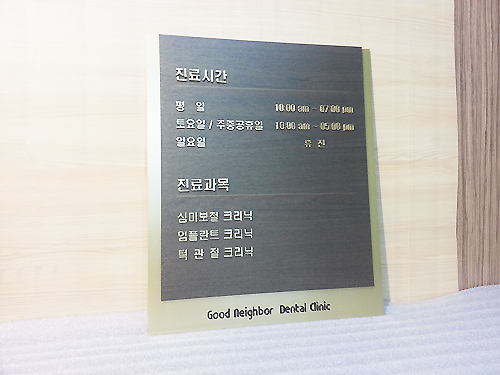 진료시간
평 일 10:00 am - 07:00 pm
토요일 / 주중공휴일 10:00 am - 05:00 pm
일요일 휴 진
진료과목
심미보철 크리닉
임플란트 크리닉
턱 관 절 크리닉
Good Neighbor Dental Clinic